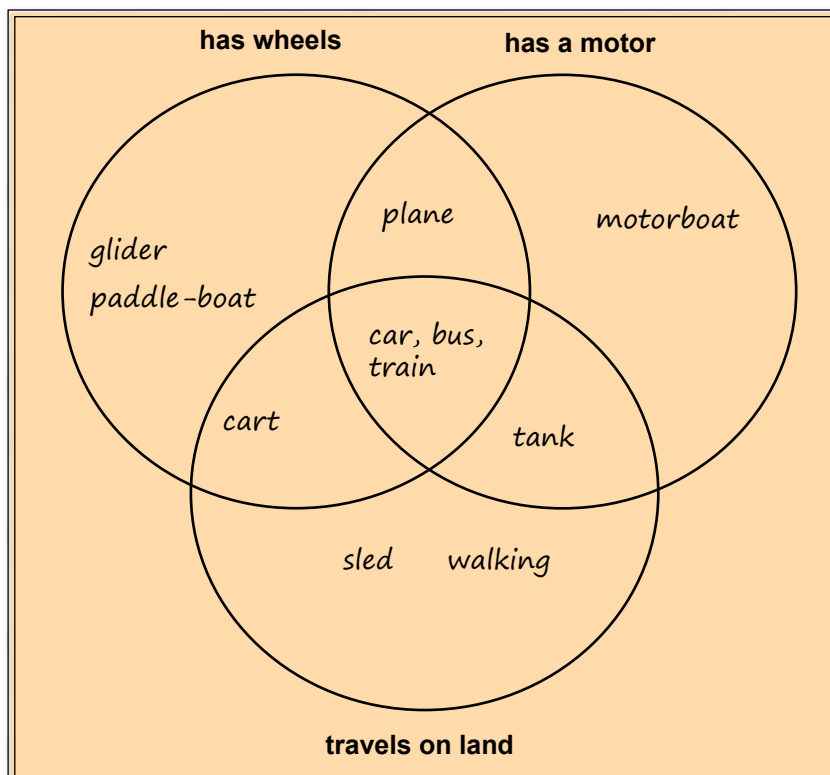 has wheels
has a motor
plane
motorboat
glider
paddle-boat
car, bus,
train
cart
tank
sled
walking
travels on land